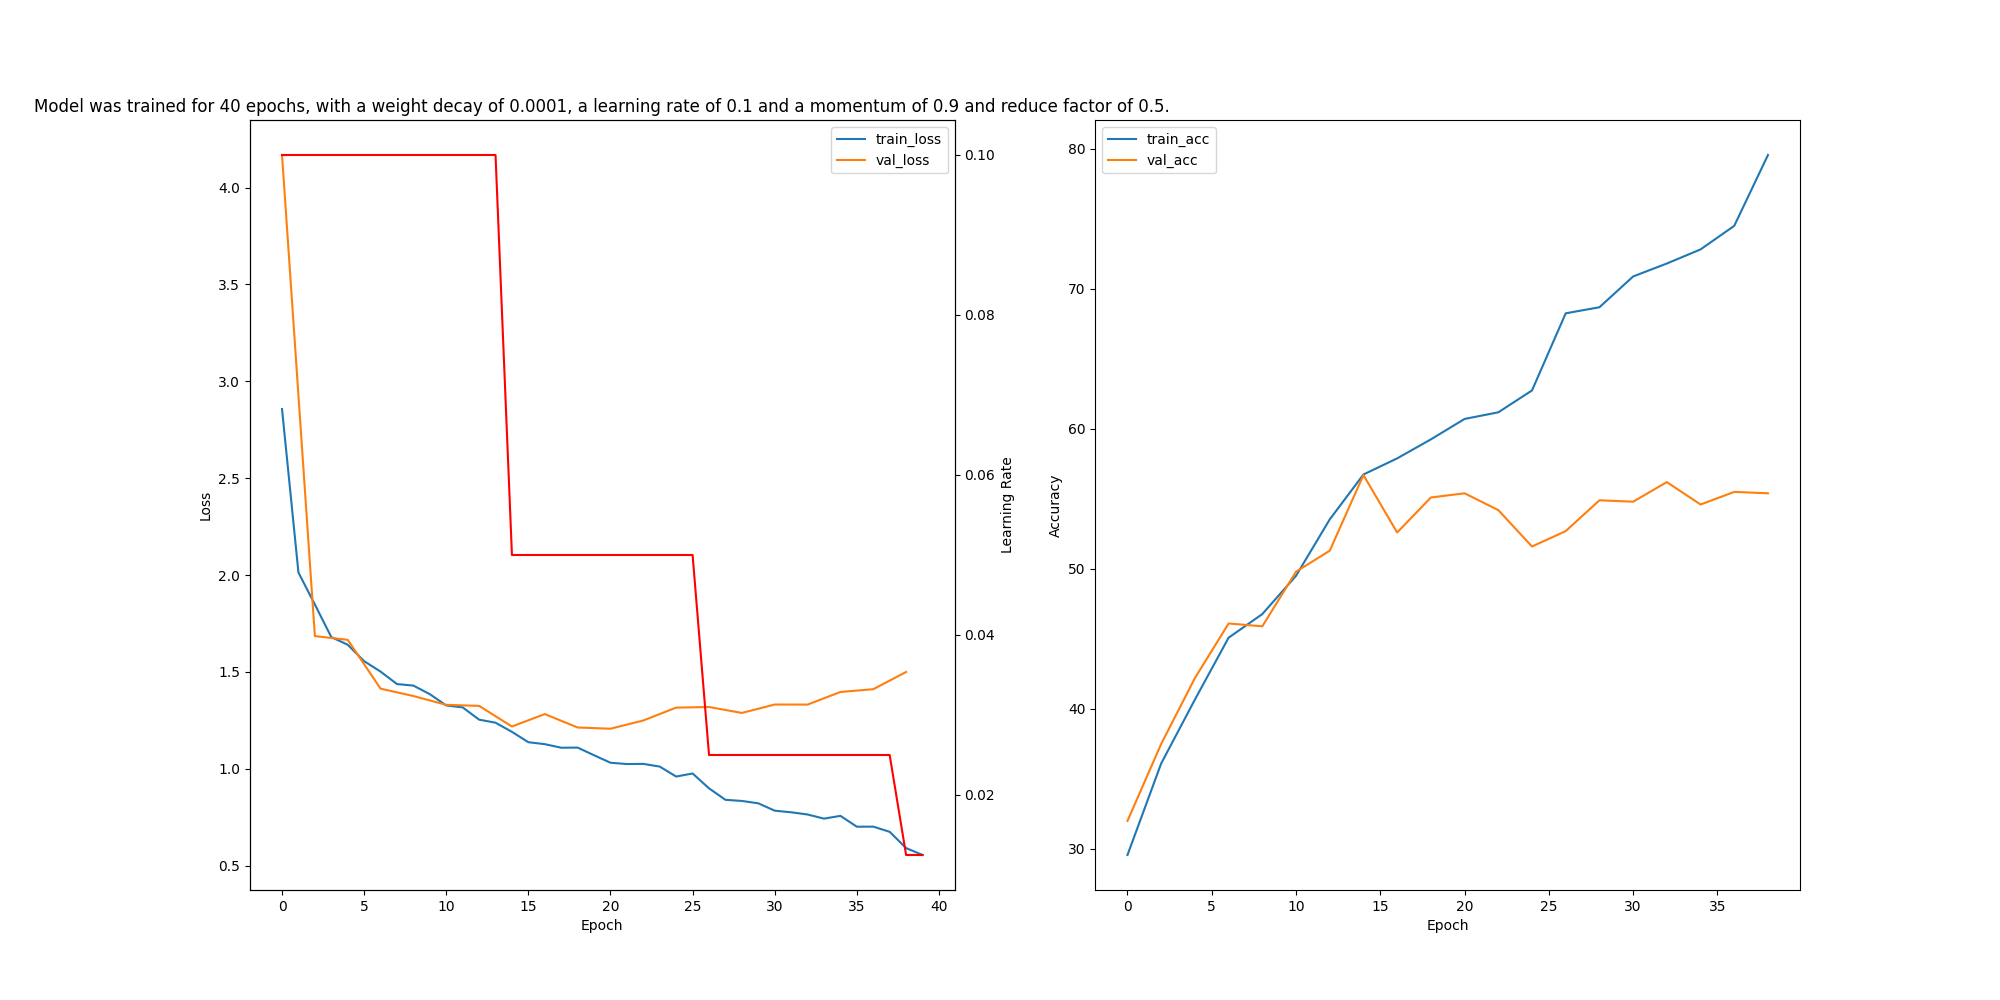 Model was trained for 40 epochs, with a weight decay of 0.0001, a learning rate of 0.1 and a momentum of 0.9 and reduce factor of 0.5.
train_loss
val_loss
4.0
3.5
3.0
2.5
2.0
1.5
1.0
0.5
Loss
0 5 10 15 20 25 30 35 40
Epoch
0.10
0.08
0.06
0.04
0.02
Learning Rate
train_acc
val_acc
80
70
60
50
40
30
Accuracy
0 5 10 15 20 25 30 35
Epoch